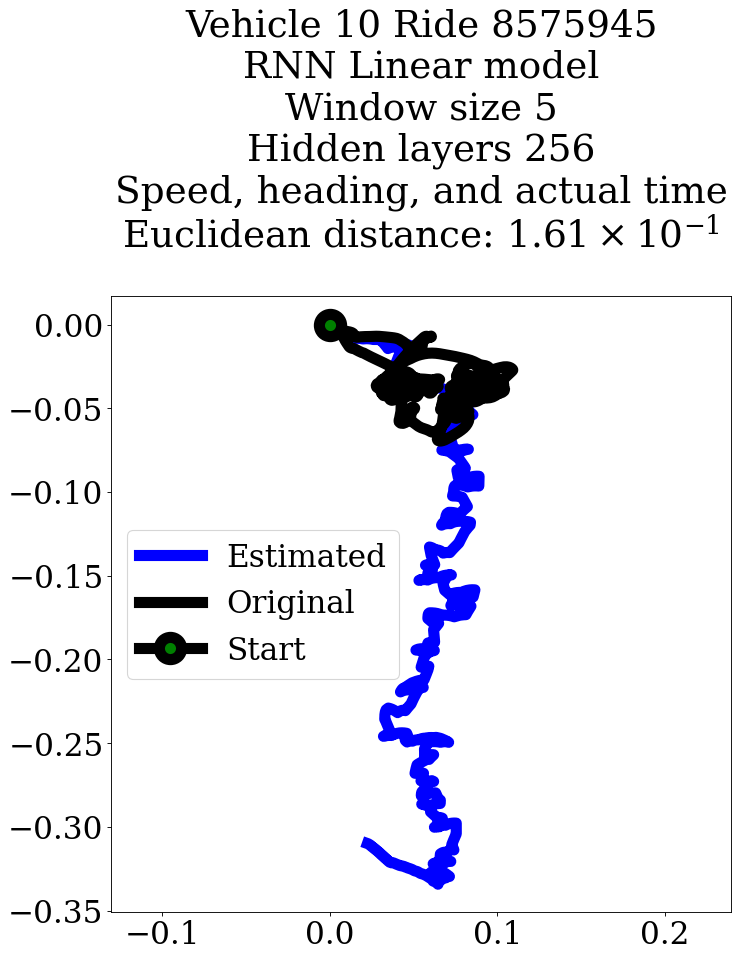 Vehicle 10 Ride 8575945
RNN Linear model
Window size 5
Hidden layers 256
Speed, heading, and actual time
Euclidean distance: 1.61 × 10⁻¹
0.00
−0.05
−0.10
−0.15
−0.20
−0.25
−0.30
−0.35
Estimated
Original
Start
−0.1
0.0
0.1
0.2